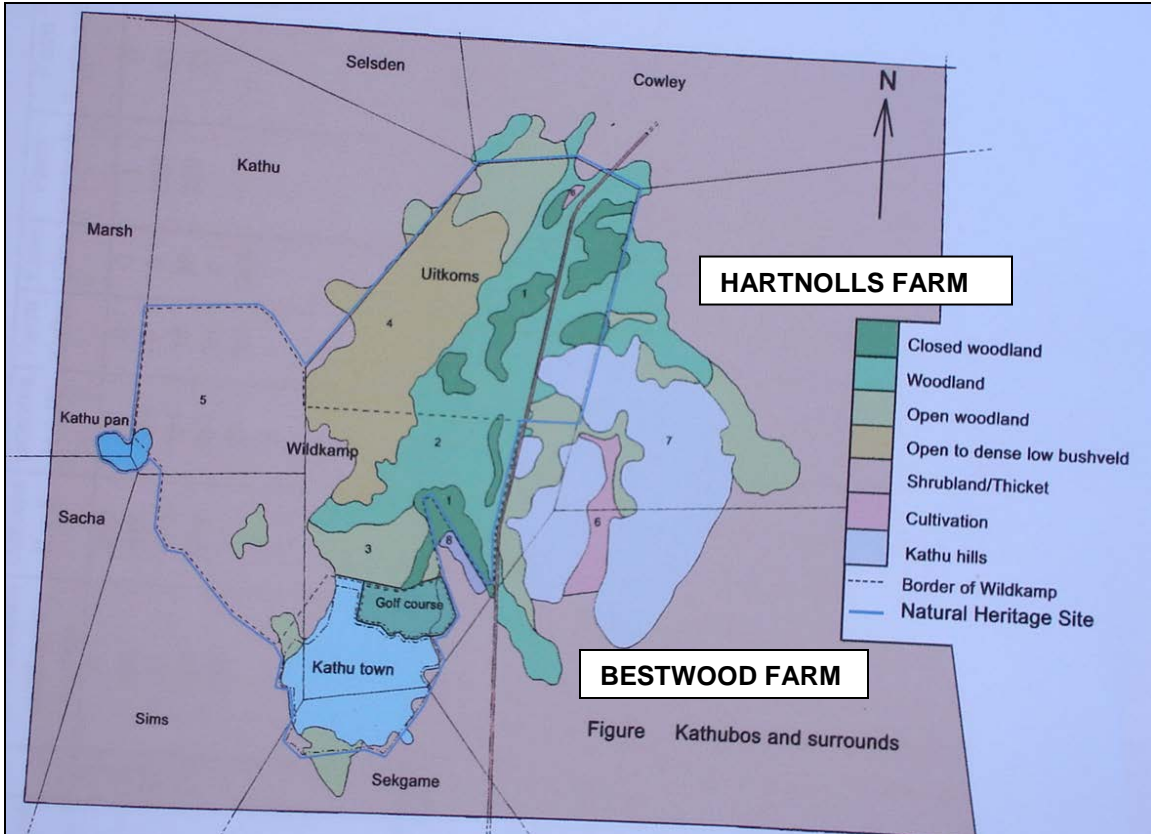 Selsden
Cowley
N
Kathu
Marsh
Uitkoms
HARTNOLLS FARM
1
4
5
Kathu pan
Wildkamp
2
7
Sacha
1
6
3
8
Golf course
Kathu town
BESTWOOD FARM
Sims
Sekgame
Closed woodland
Woodland
Open woodland
Open to dense low bushveld
Shrubland/Thicket
Cultivation
Kathu hills
Border of Wildkamp
Natural Heritage Site
Figure Kathubos and surrounds